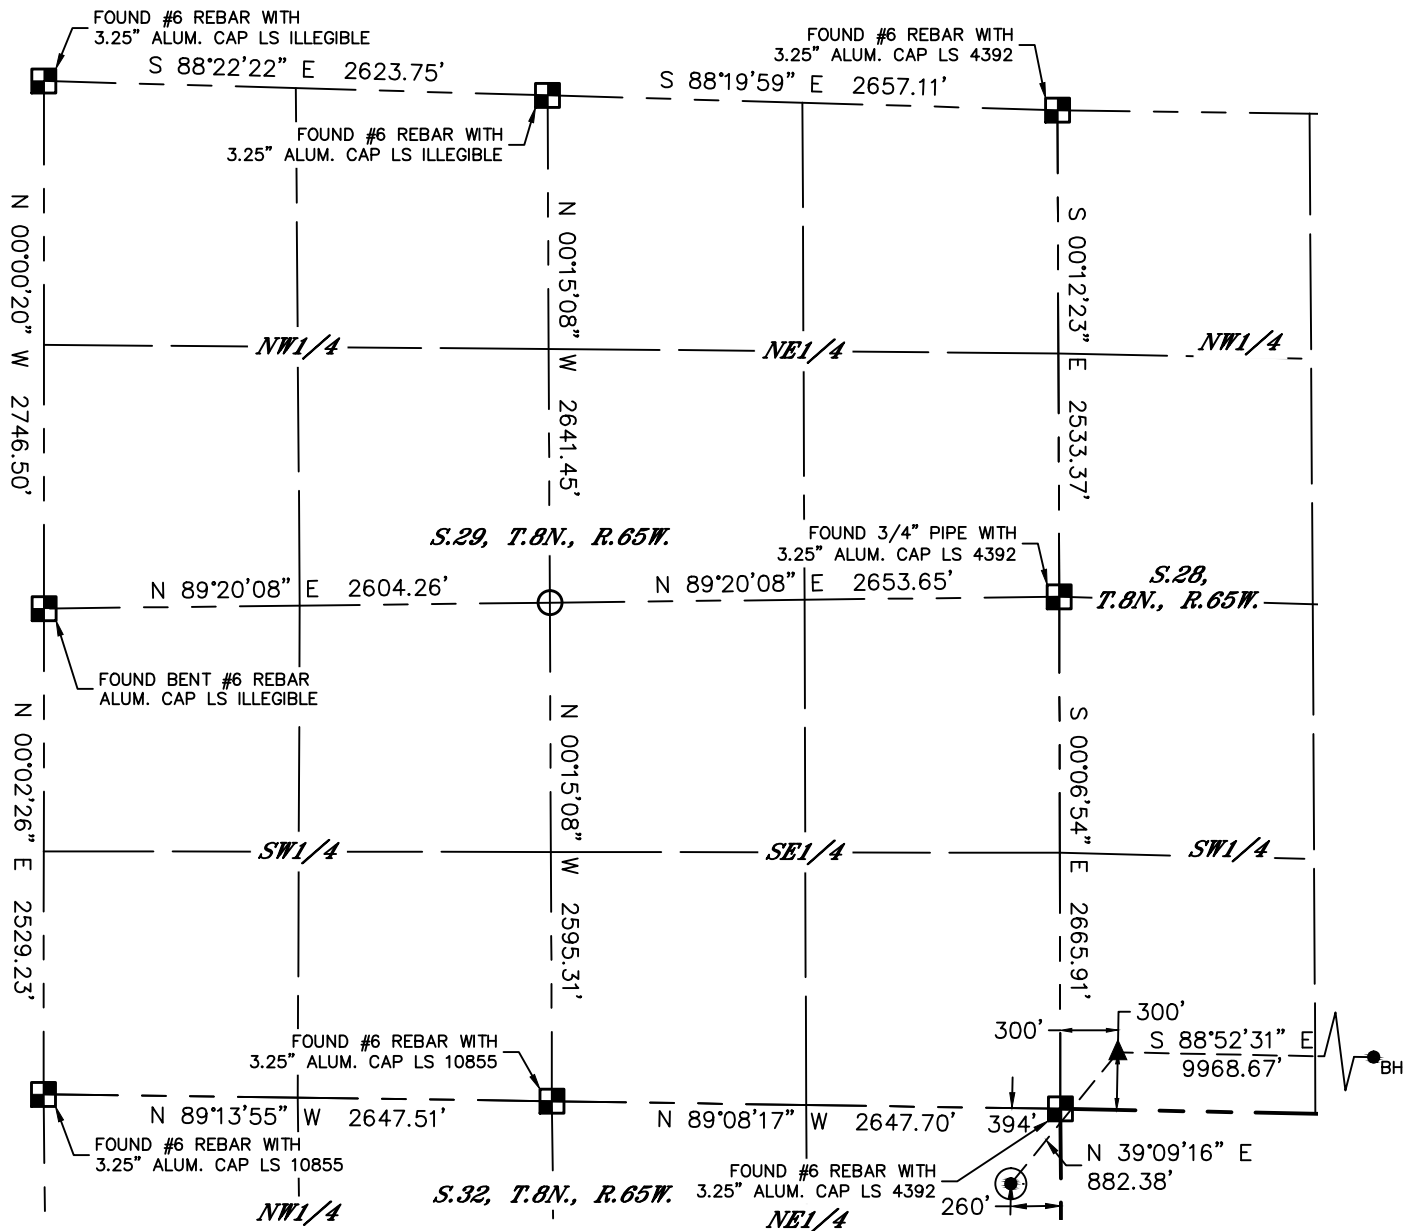 FOUND #6 REBAR WITH
3.25" ALUM. CAP LS ILLEGIBLE
S 88°22'22" E 2623.75'
FOUND #6 REBAR WITH
3.25" ALUM. CAP LS 4392
S 88°19'59" E 2657.11'
FOUND #6 REBAR WITH
3.25" ALUM. CAP LS ILLEGIBLE
N 00°00'20" W 2746.50'
N 00°15'08" W 2641.45'
S 00°12'23" E 2533.37'
NW1/4
NE1/4
NW1/4
S.29, T.8N., R.65W.
FOUND 3/4" PIPE WITH
3.25" ALUM. CAP LS 4392
S.28,
T.8N., R.65W.
N 89°20'08" E 2604.26'
N 89°20'08" E 2653.65'
FOUND BENT #6 REBAR
ALUM. CAP LS ILLEGIBLE
N 00°02'26" E 2529.23'
N 00°15'08" W 2595.31'
S 00°06'54" E 2665.91'
SW1/4
SE1/4
SW1/4
300'
300'
S 88°52'31" E
9968.67'
BH
FOUND #6 REBAR WITH
3.25" ALUM. CAP LS 10855
N 89°13'55" W 2647.51'
N 89°08'17" W 2647.70'
394'
FOUND #6 REBAR WITH
3.25" ALUM. CAP LS 10855
N 39°09'16" E
882.38'
FOUND #6 REBAR WITH
3.25" ALUM. CAP LS 4392
260'
S.32, T.8N., R.65W.
NW1/4
NE1/4